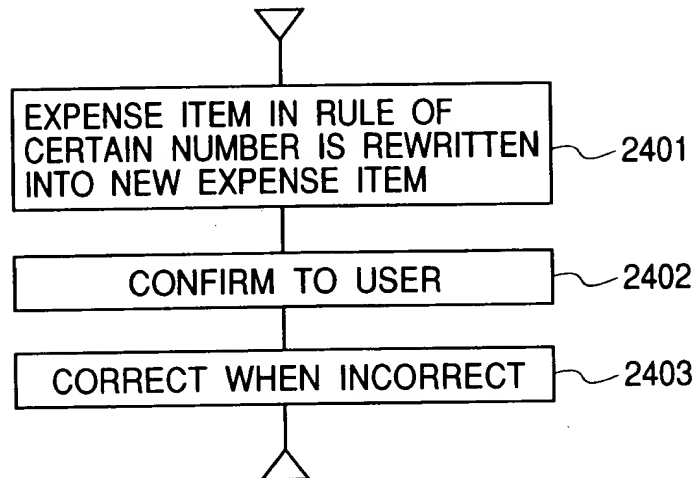 EXPENSE ITEM IN RULE OF
CERTAIN NUMBER IS REWRITTEN
INTO NEW EXPENSE ITEM
2401
CONFIRM TO USER
2402
CORRECT WHEN INCORRECT
2403